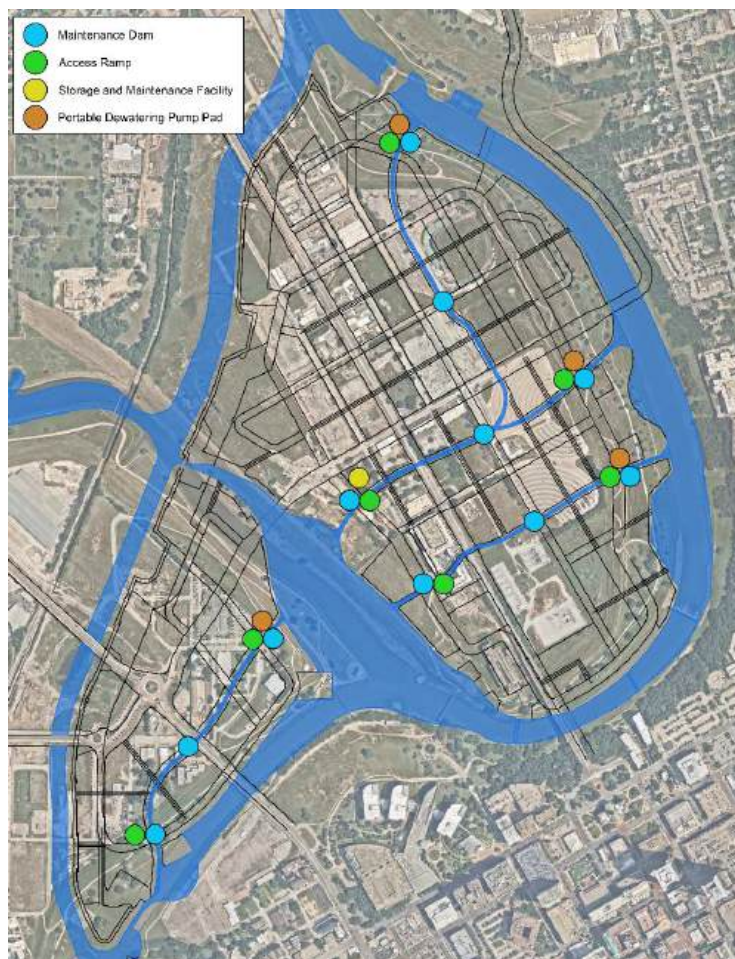 Maintenance Dam
Access Ramp
Storage and Maintenance Facility
Portable Dewatering Pump Pad